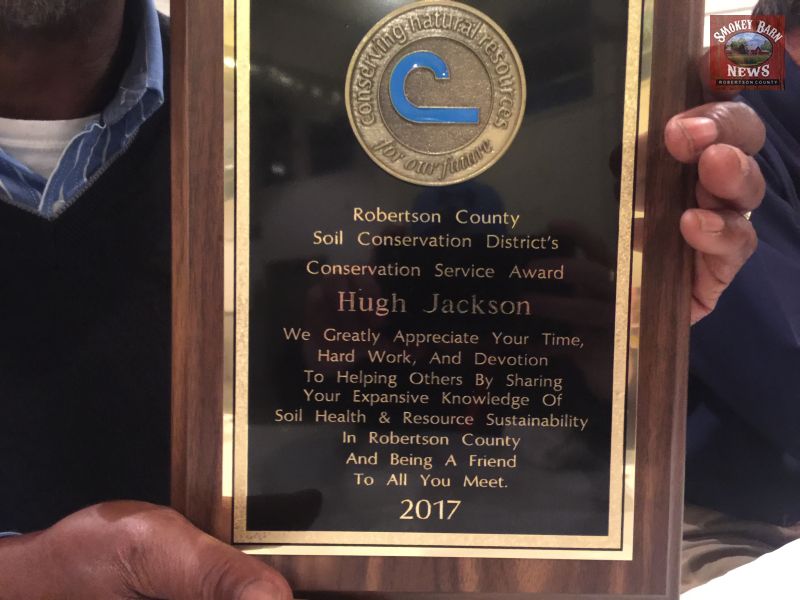 SMOKEY BARN
NEWS
ROBERTSON COUNTY
conserving natural resources
for our future
Robertson County
Soil Conservation District's
Conservation Service Award
Hugh Jackson
We Greatly Appreciate Your Time,
Hard Work, And Devotion
To Helping Others By Sharing
Your Expansive Knowledge Of
Soil Health & Resource Sustainability
In Robertson County
And Being A Friend
To All You Meet.
2017